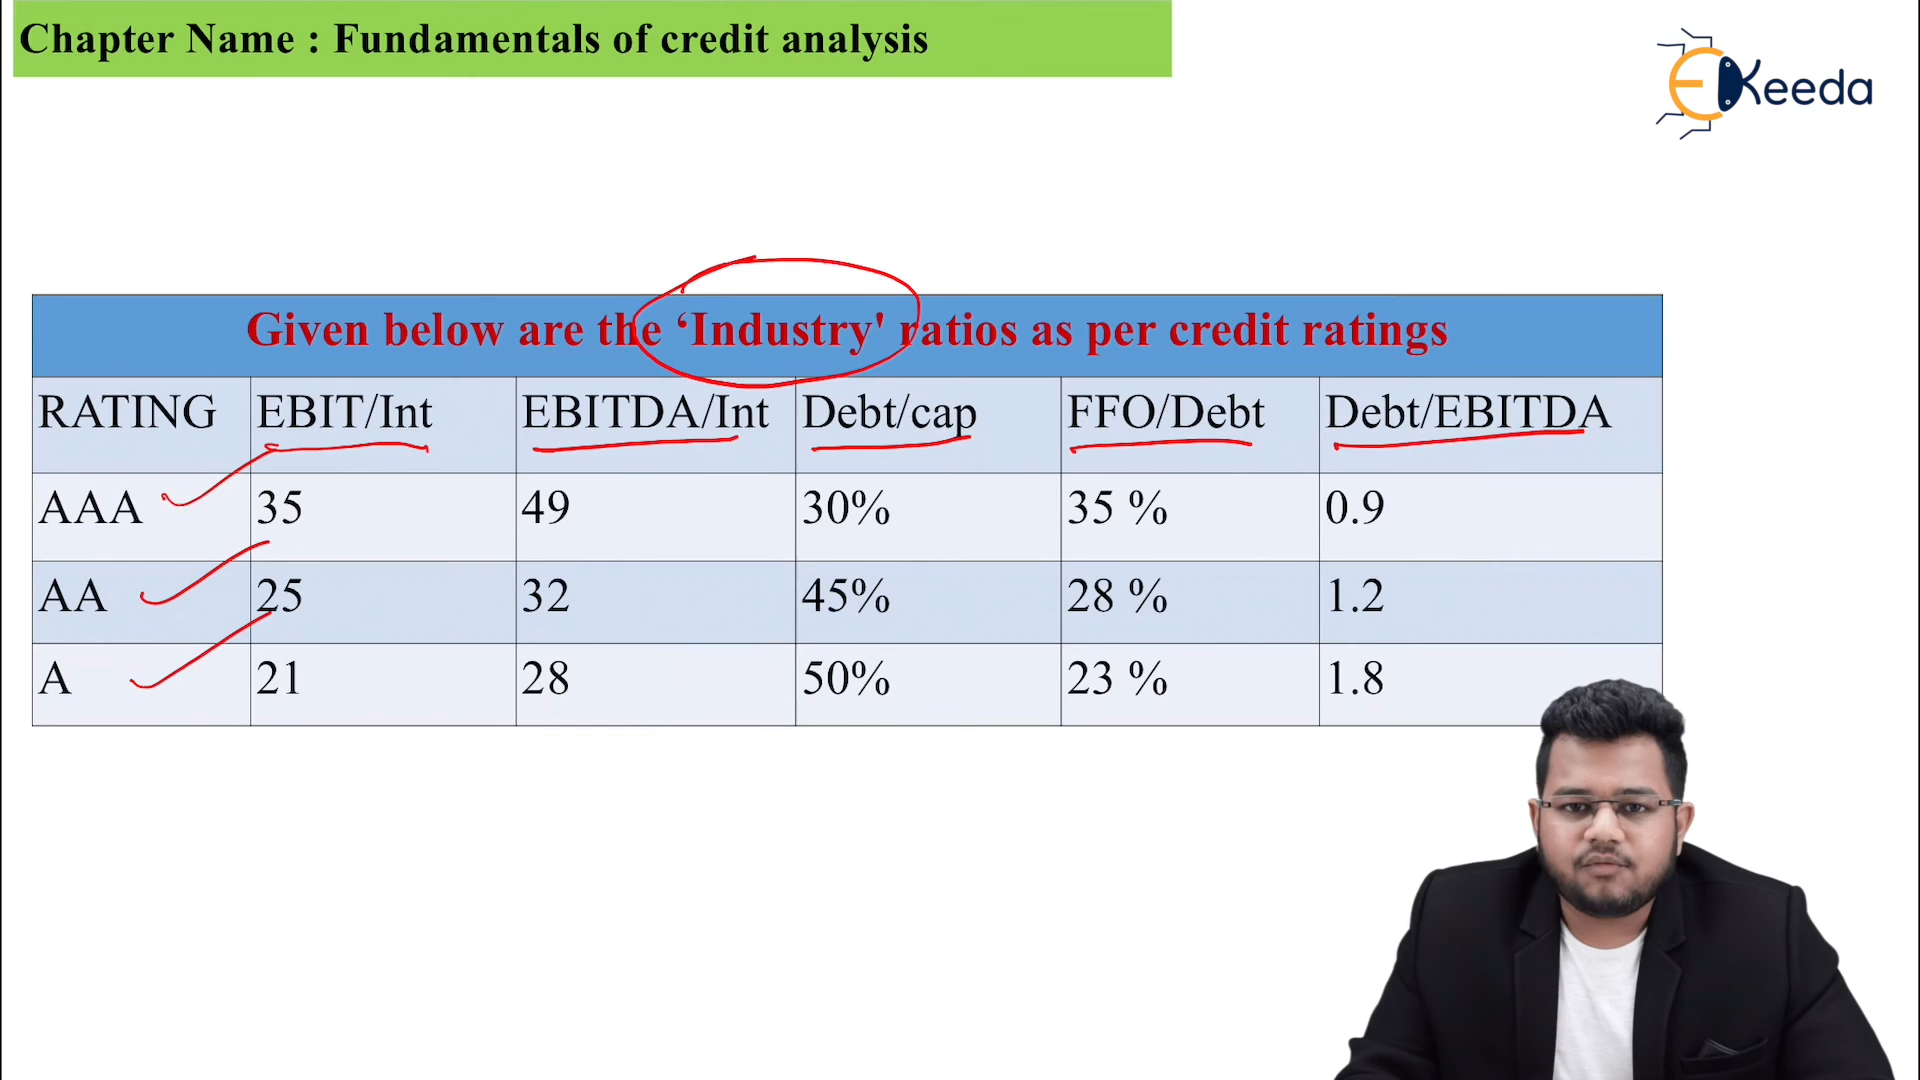 Chapter Name : Fundamentals of credit analysis
EKeeda
Given below are the ‘Industry' ratios as per credit ratings
RATING EBIT/Int EBITDA/Int Debt/cap FFO/Debt Debt/EBITDA
AAA 35 49 30% 35 % 0.9
AA 25 32 45% 28 % 1.2
A 21 28 50% 23 % 1.8